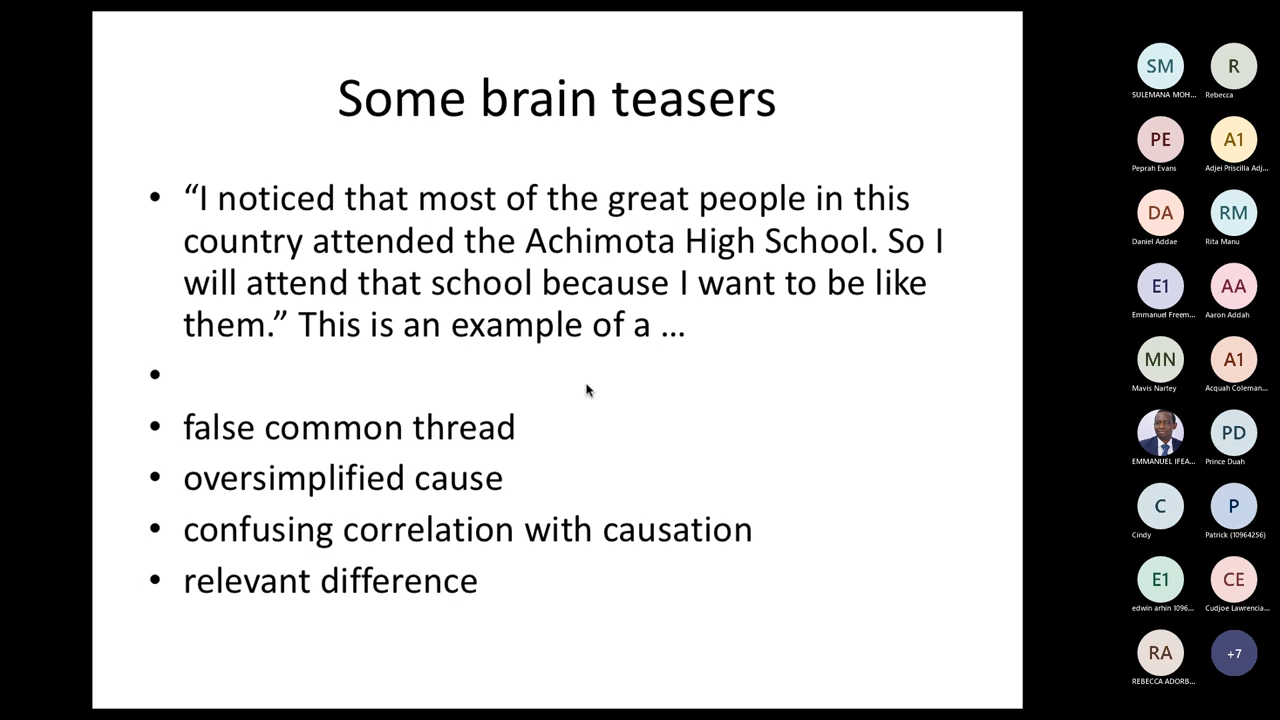 Some brain teasers
• “I noticed that most of the great people in this
country attended the Achimota High School. So I
will attend that school because I want to be like
them.” This is an example of a ...
•
• false common thread
• oversimplified cause
• confusing correlation with causation
• relevant difference
SM
SULEMANA MOH...
R
Rebecca
PE
Peprah Evans
A1
Adjei Priscilla Adj...
DA
Daniel Addae
RM
Rita Manu
E1
Emmanuel Freem...
AA
Aaron Addah
MN
Mavis Nartey
A1
Acquah Coleman...
EMMANUEL IFEA...
PD
Prince Duah
C
Cindy
P
Patrick (10964256)
E1
edwin arhin 1096...
CE
Cudjoe Lawrencia...
RA
REBECCA ADORB...
+7